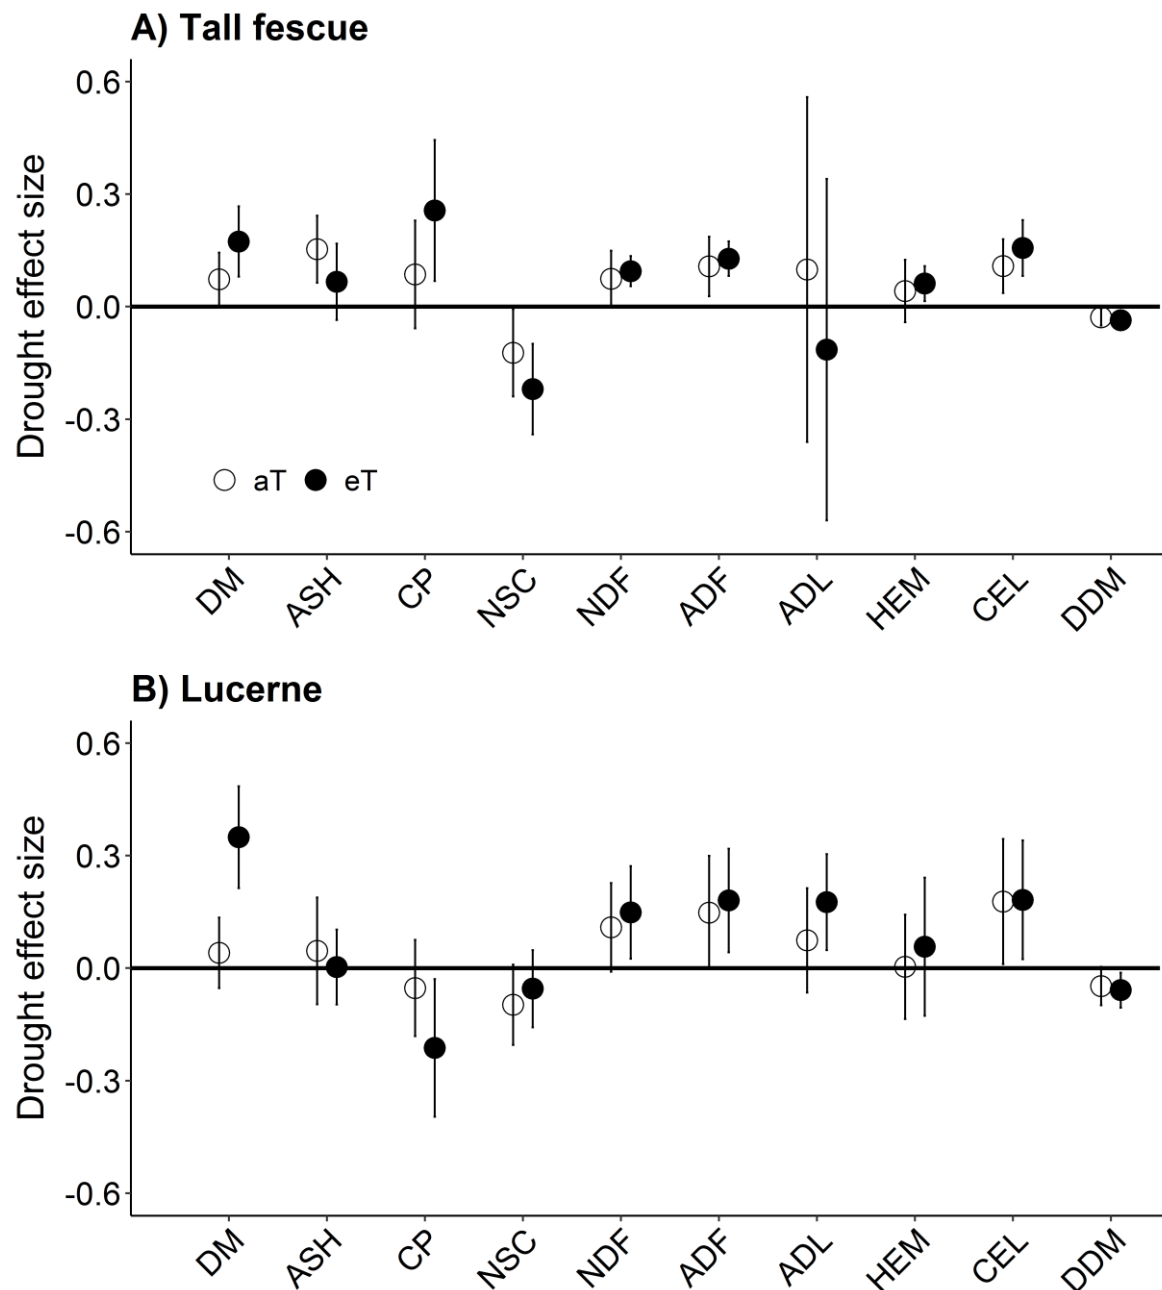 A) Tall fescue
Drought effect size
0.6
0.3
0.0
-0.3
-0.6
aT eT
DM ASH CP NSC NDF ADF ADL HEM CEL DDM
B) Lucerne
Drought effect size
0.6
0.3
0.0
-0.3
-0.6
DM ASH CP NSC NDF ADF ADL HEM CEL DDM